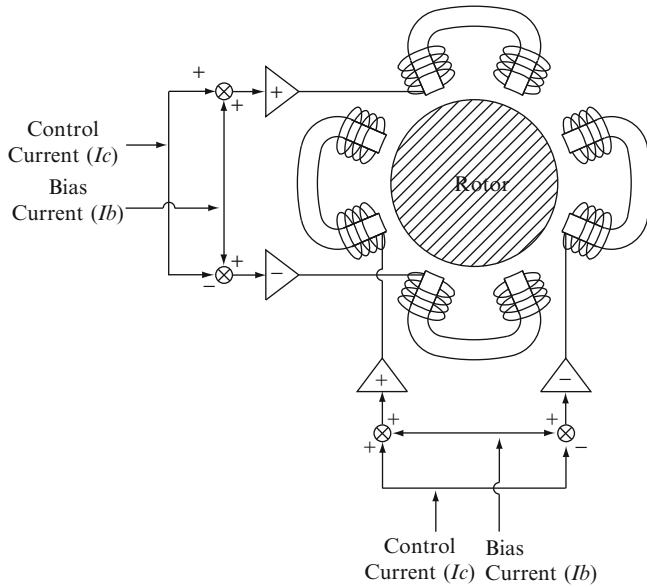 +
+
+
Control
Current (Ic)
Rotor
Bias
Current (Ib)
+
−
−
+
−
+
+
+
−
Control
Current (Ic)
Bias
Current (Ib)